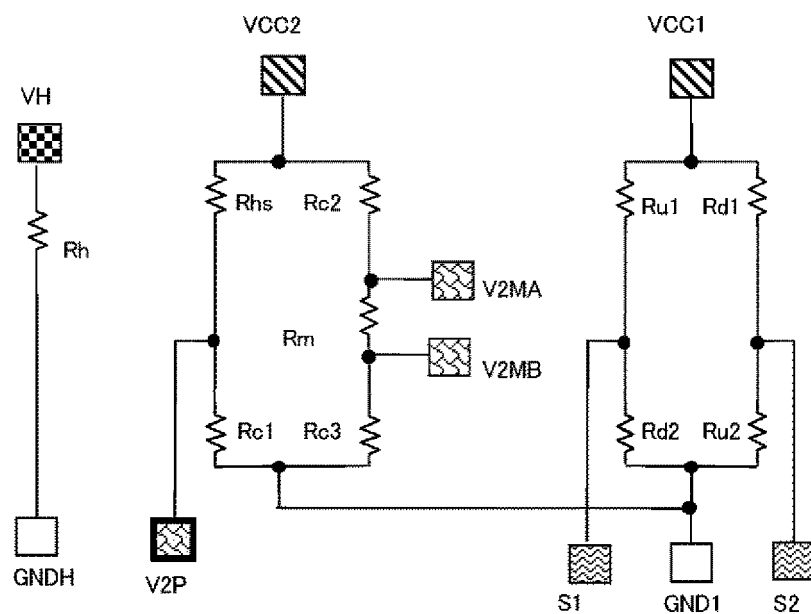 VCC2
VCC1
VH
Rhs
Rc2
Ru1
Rd1
Rh
V2MA
Rm
V2MB
Rc1
Rc3
Rd2
Ru2
GNDH
V2P
S1
GND1
S2